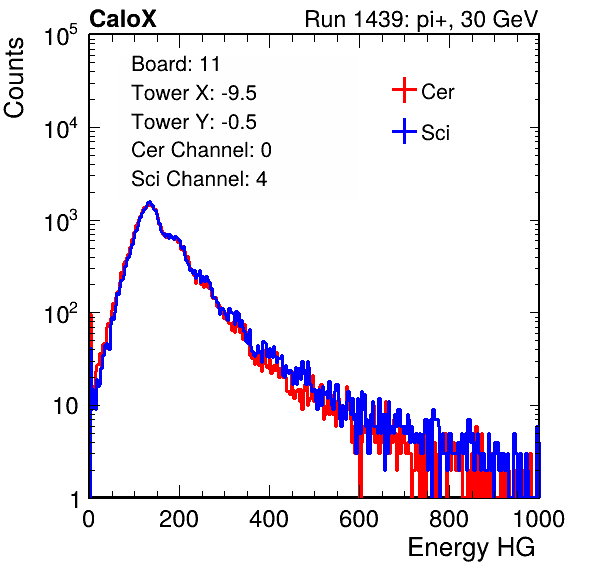 CaloX Run 1439: pi+, 30 GeV
Counts
10^5
10^4
10^3
10^2
10
1
Board: 11
Tower X: -9.5
Tower Y: -0.5
Cer Channel: 0
Sci Channel: 4
Cer
Sci
0 200 400 600 800 1000
Energy HG